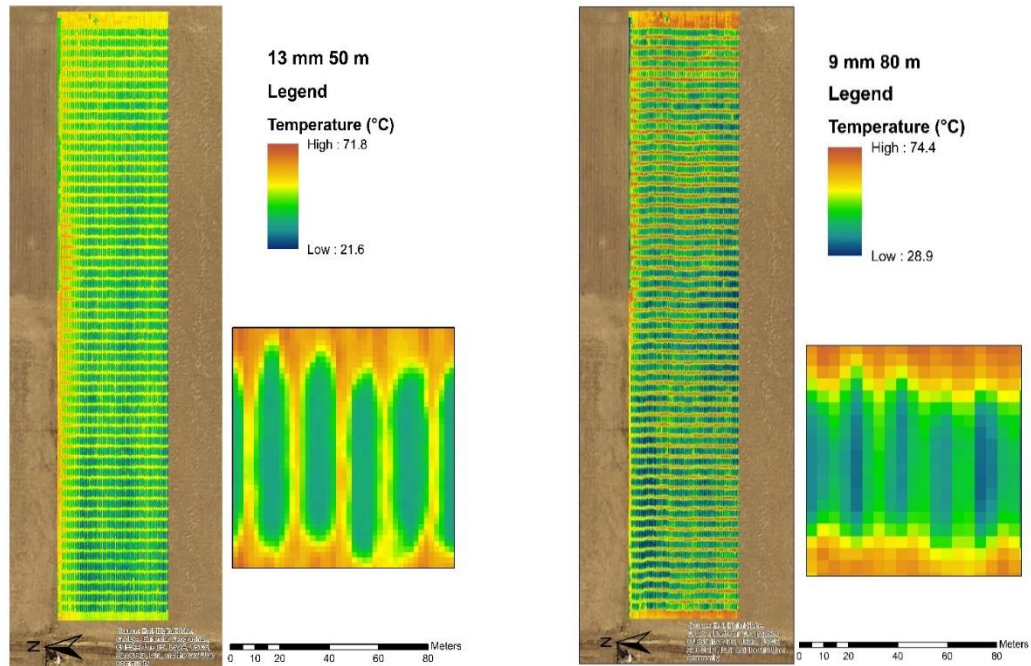 13 mm 50 m
Legend
Temperature (°C)
High : 71.8
Low : 21.6
N
Meters
0 10 20 40 60 80
9 mm 80 m
Legend
Temperature (°C)
High : 74.4
Low : 28.9
N
Meters
0 10 20 40 60 80